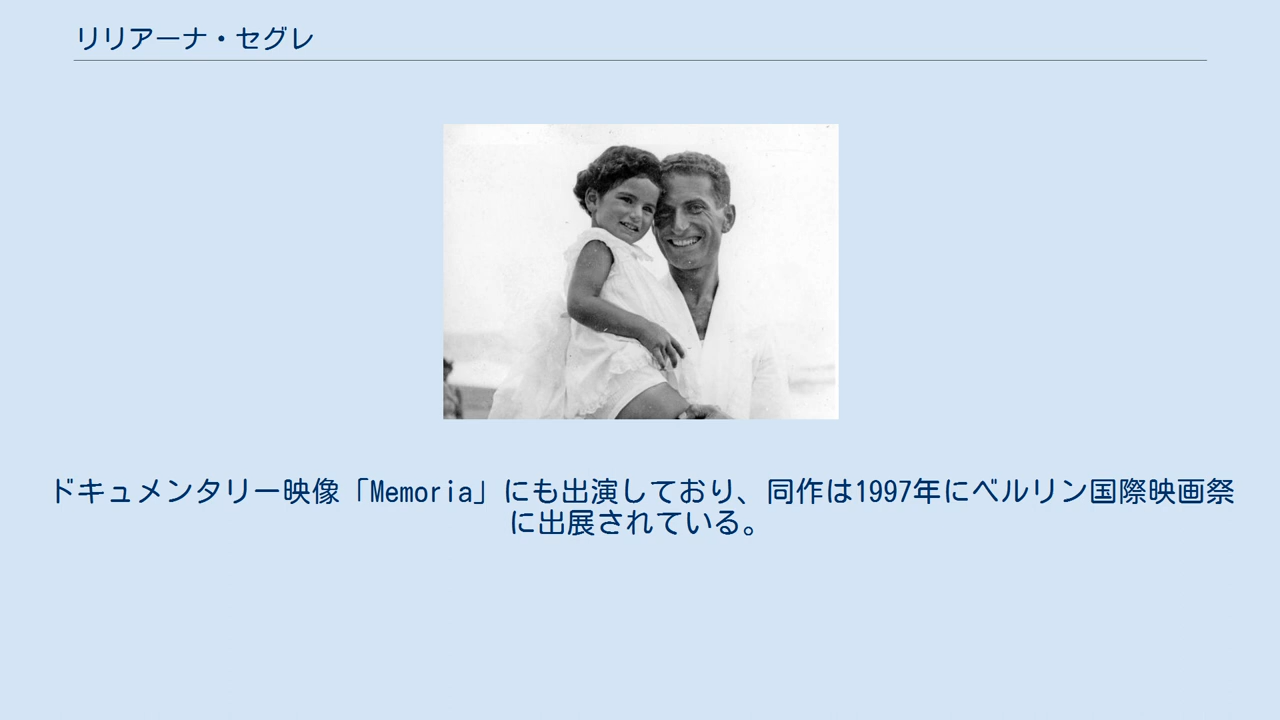 リリアーナ・セグレ
ドキュメンタリー映像「Memoria」にも出演しており、同作は1997年にベルリン国際映画祭
に出展されている。